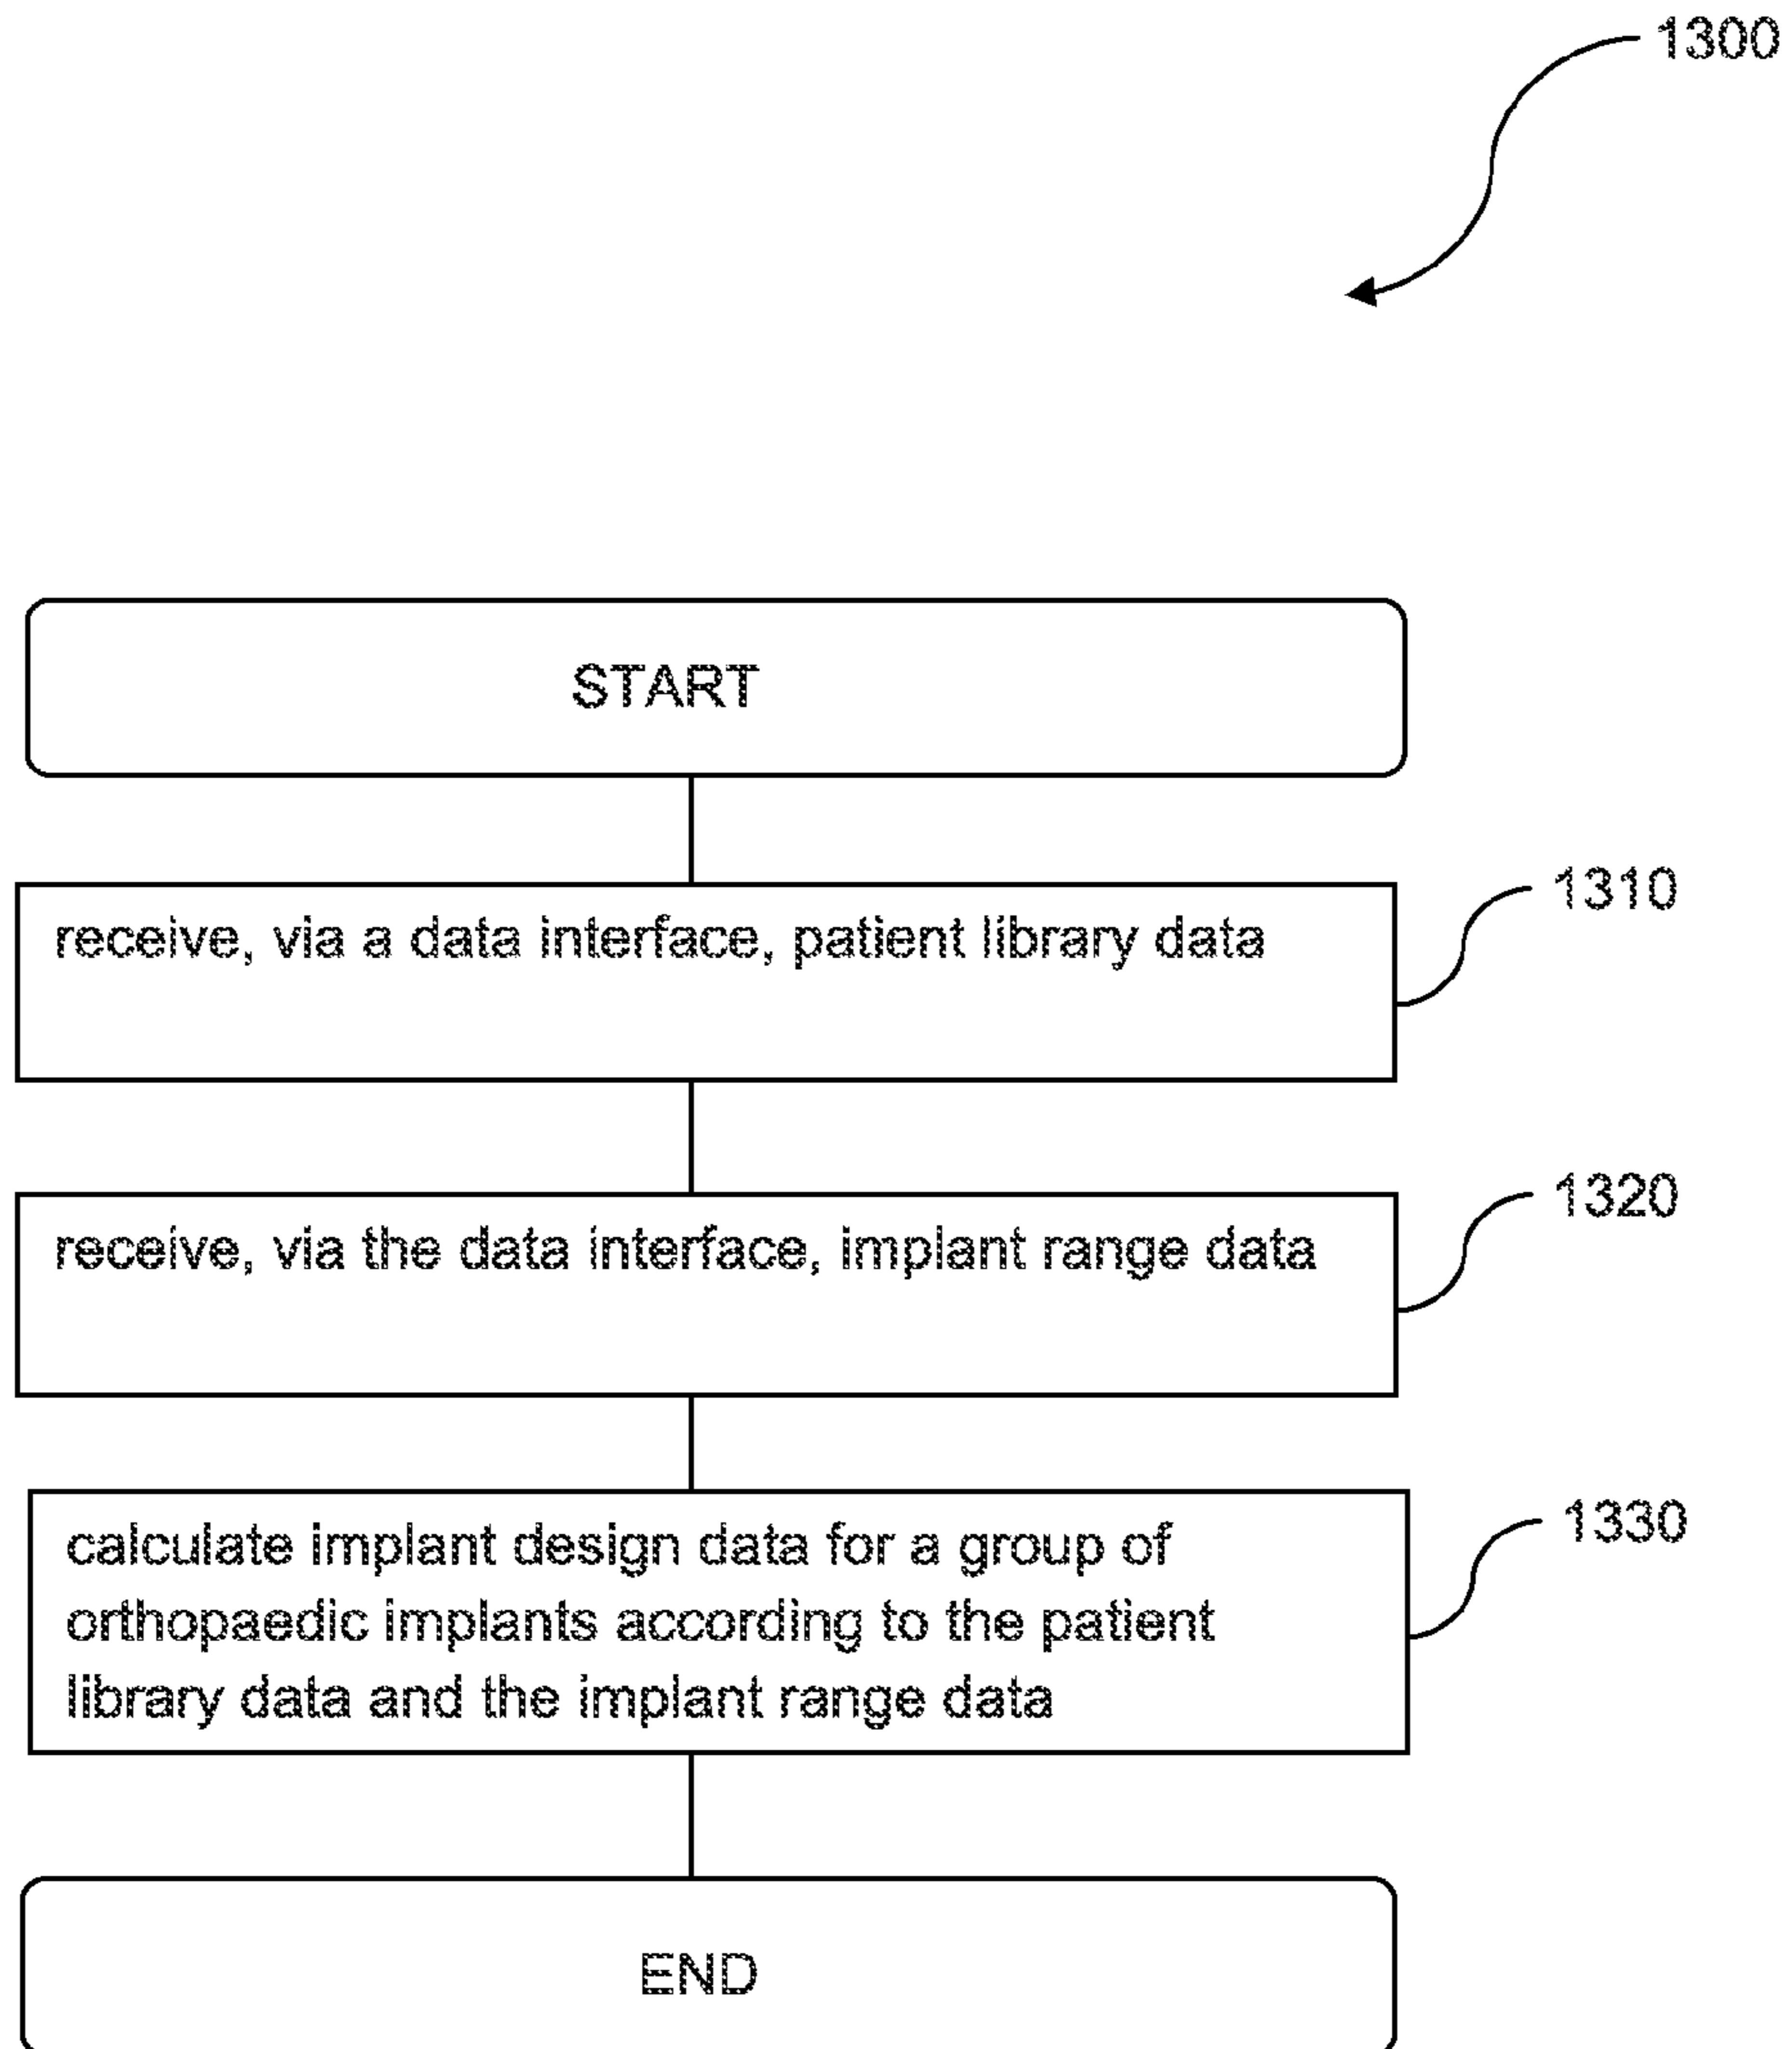 1300
START
receive, via a data interface, patient library data
1310
receive, via the data interface, implant range data
1320
calculate implant design data for a group of
orthopaedic implants according to the patient
library data and the implant range data
1330
END